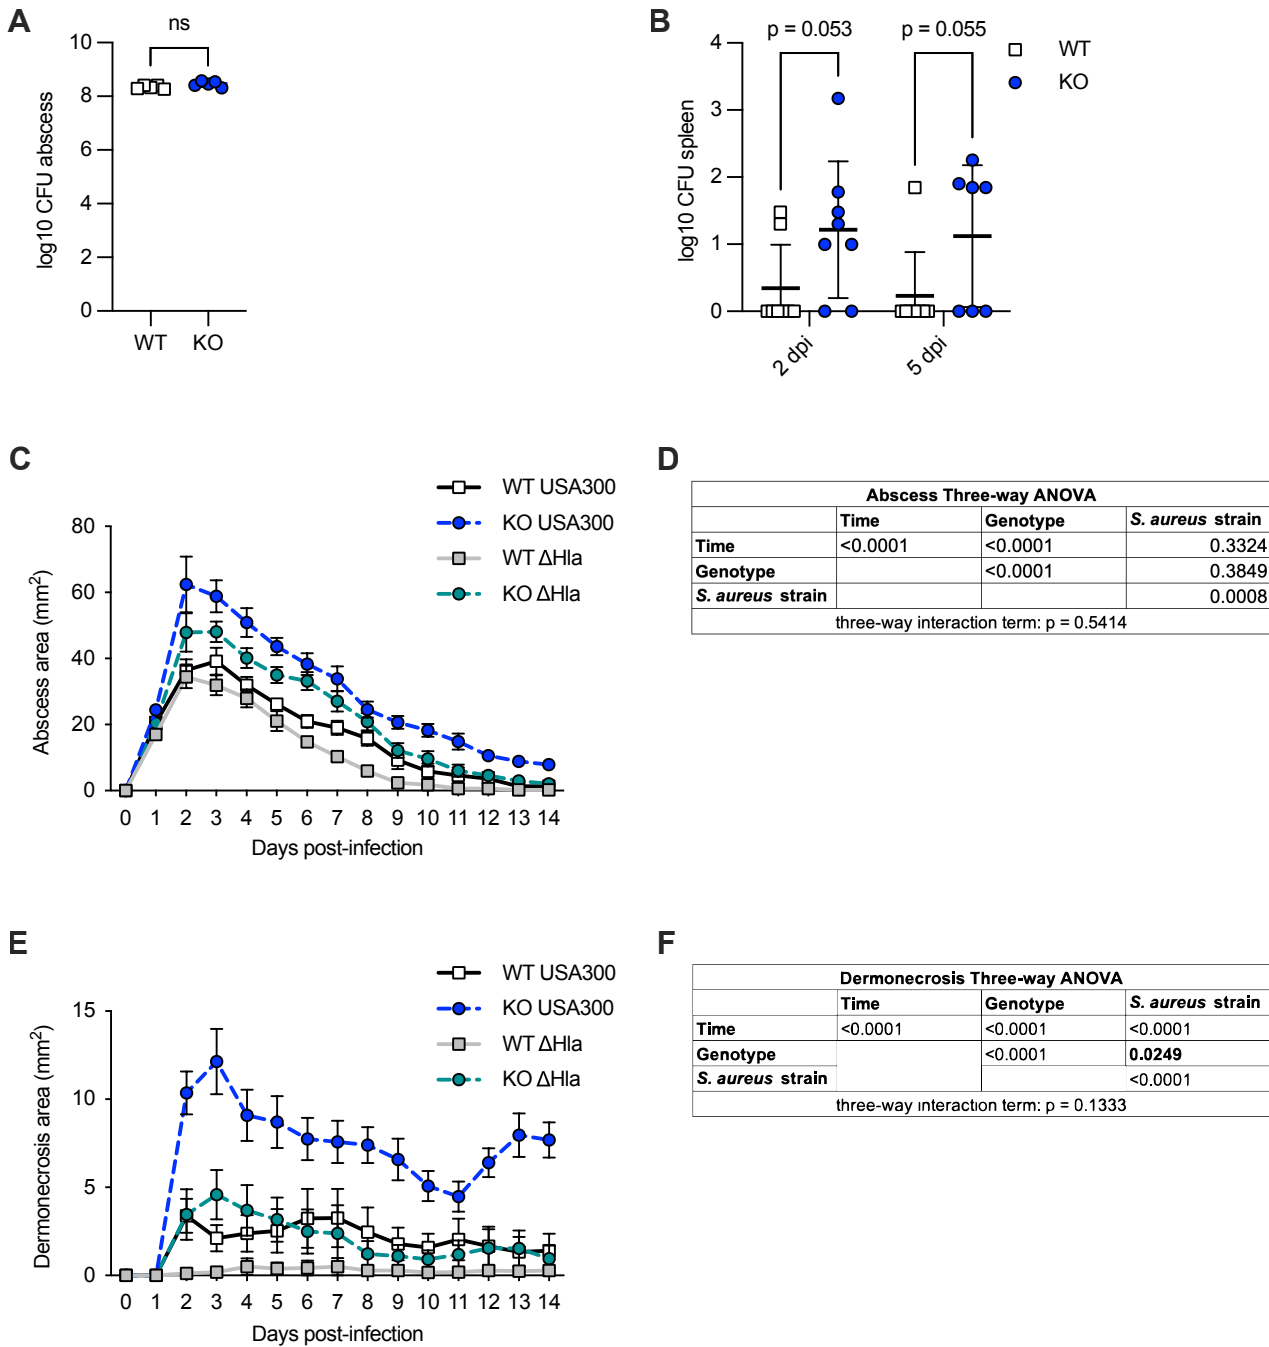 A
ns
10
8
6
4
2
0
log10 CFU abscess
WT
KO
B
p = 0.053
p = 0.055
WT
KO
4
3
2
1
0
log10 CFU spleen
2 dpi
5 dpi
C
WT USA300
KO USA300
WT ΔHla
KO ΔHla
80
60
40
20
0
Abscess area (mm²)
0 1 2 3 4 5 6 7 8 9 10 11 12 13 14
Days post-infection
D
Abscess Three-way ANOVA
Time Genotype S. aureus strain
Time <0.0001 <0.0001 0.3324
Genotype <0.0001 0.3849
S. aureus strain 0.0008
three-way interaction term: p = 0.5414
E
WT USA300
KO USA300
WT ΔHla
KO ΔHla
15
10
5
0
Dermonecrosis area (mm²)
0 1 2 3 4 5 6 7 8 9 10 11 12 13 14
Days post-infection
F
Dermonecrosis Three-way ANOVA
Time Genotype S. aureus strain
Time <0.0001 <0.0001 <0.0001
Genotype <0.0001 0.0249
S. aureus strain <0.0001
three-way interaction term: p = 0.1333